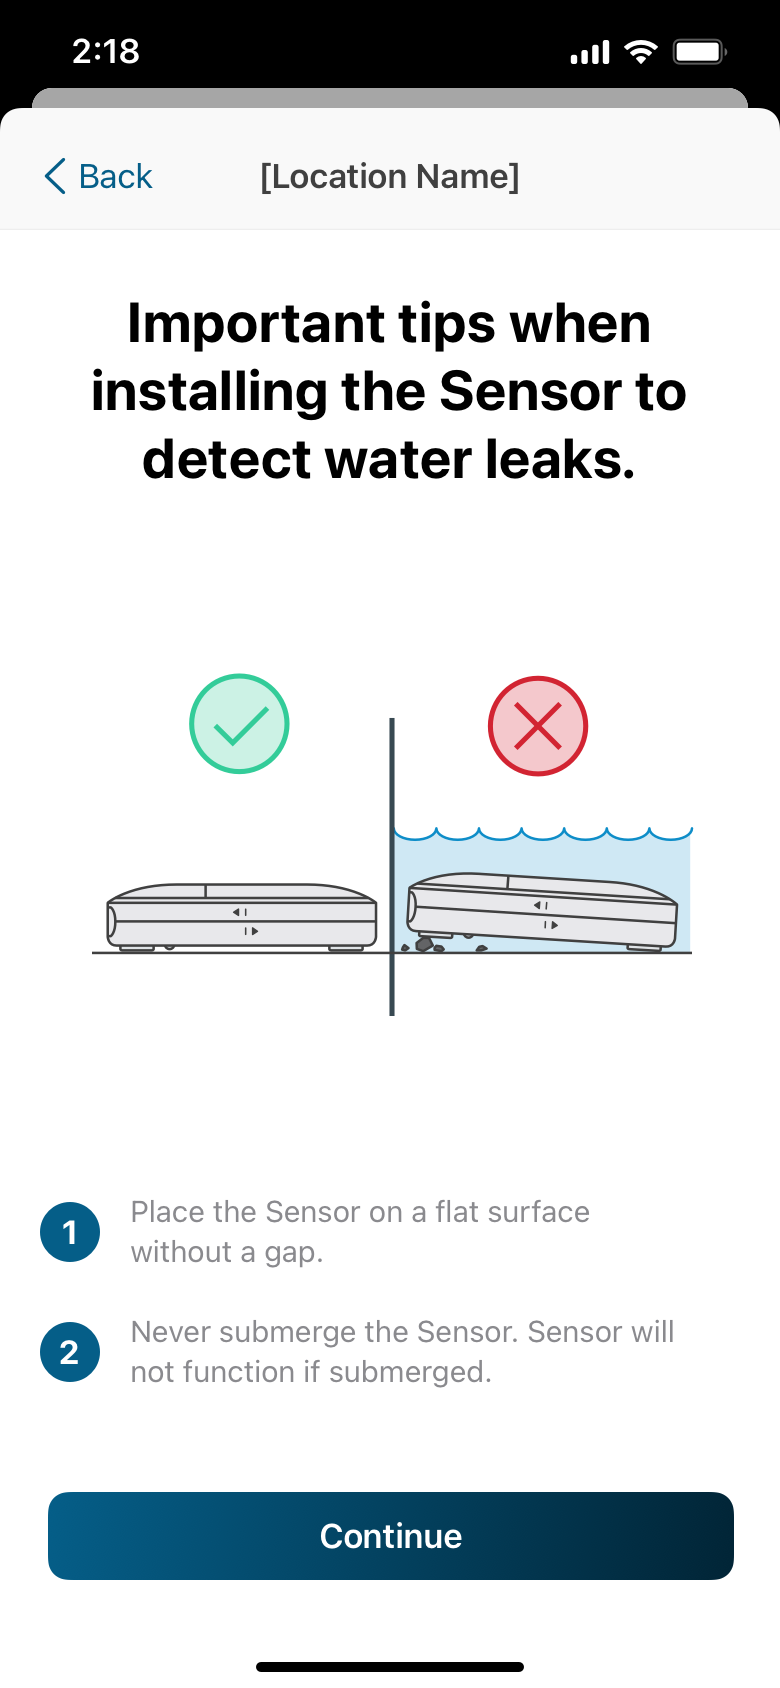 2:18
Back
[Location Name]
Important tips when
installing the Sensor to
detect water leaks.
1
Place the Sensor on a flat surface
without a gap.
2
Never submerge the Sensor. Sensor will
not function if submerged.
Continue